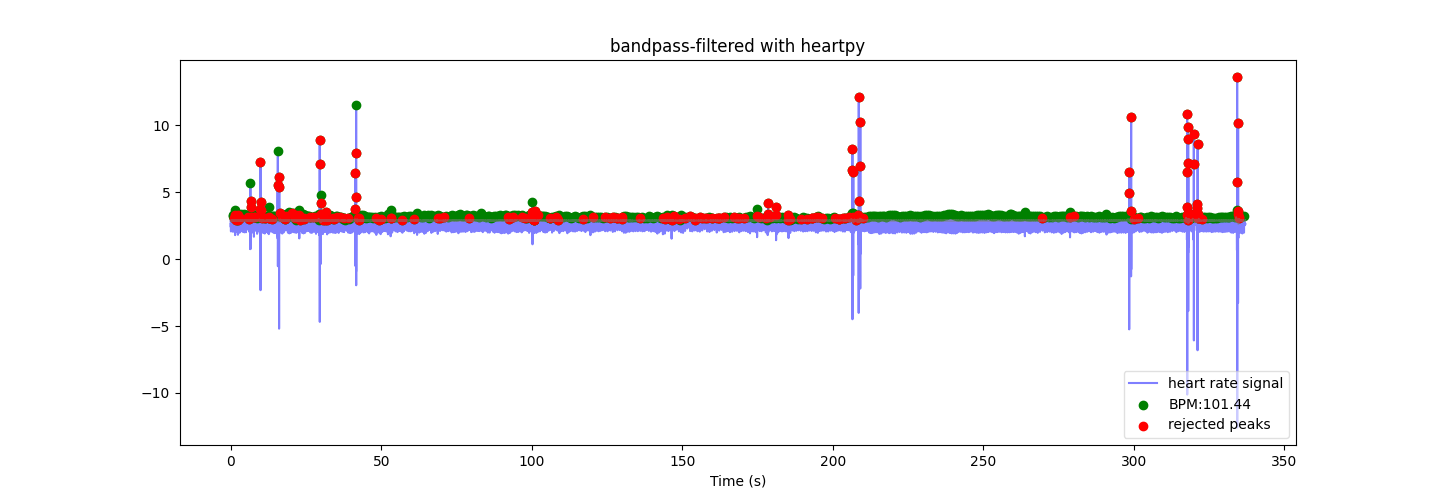 bandpass-filtered with heartpy
10
5
0
−5
−10
heart rate signal
BPM:101.44
rejected peaks
0 50 100 150 200 250 300 350
Time (s)